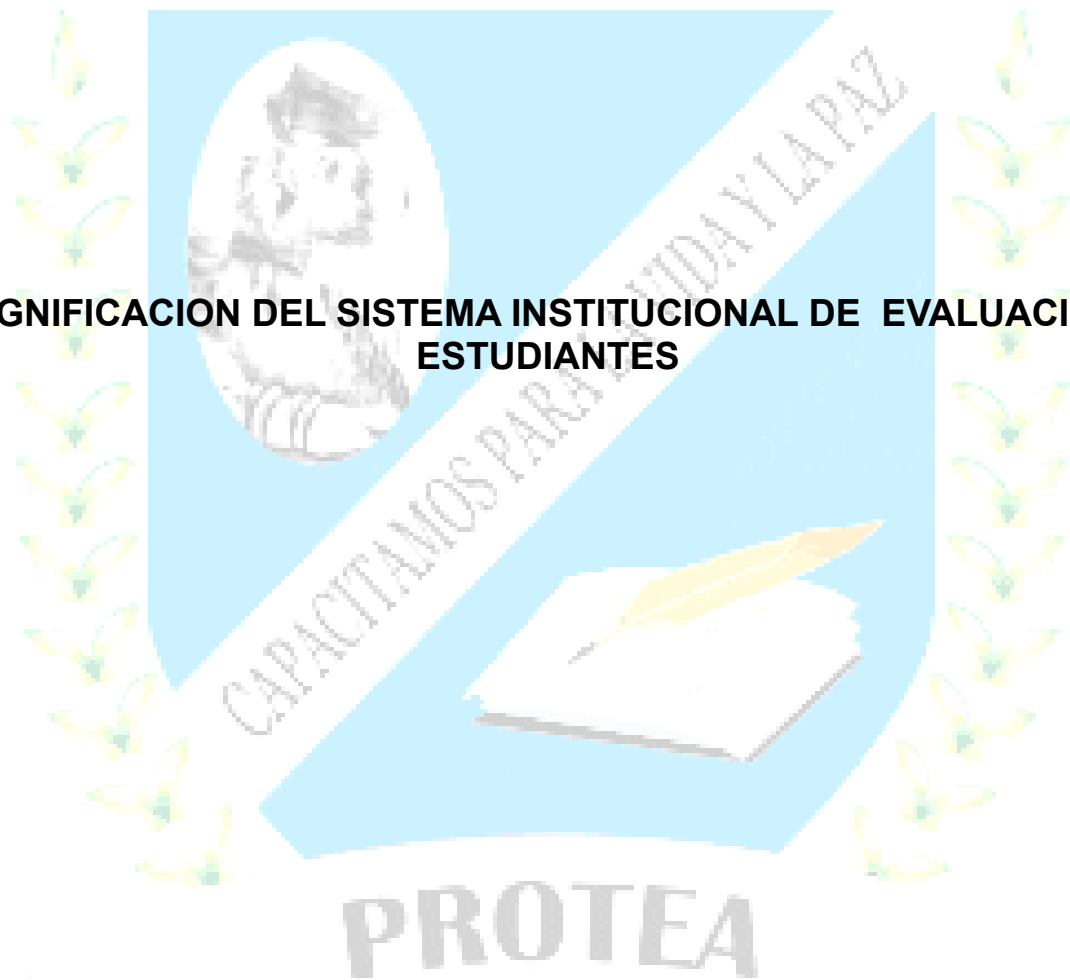 CAPACITAMOS PARA LA VIDA Y LA PAZ
GNIFICACION DEL SISTEMA INSTITUCIONAL DE EVALUACI
ESTUDIANTES
PROTEA